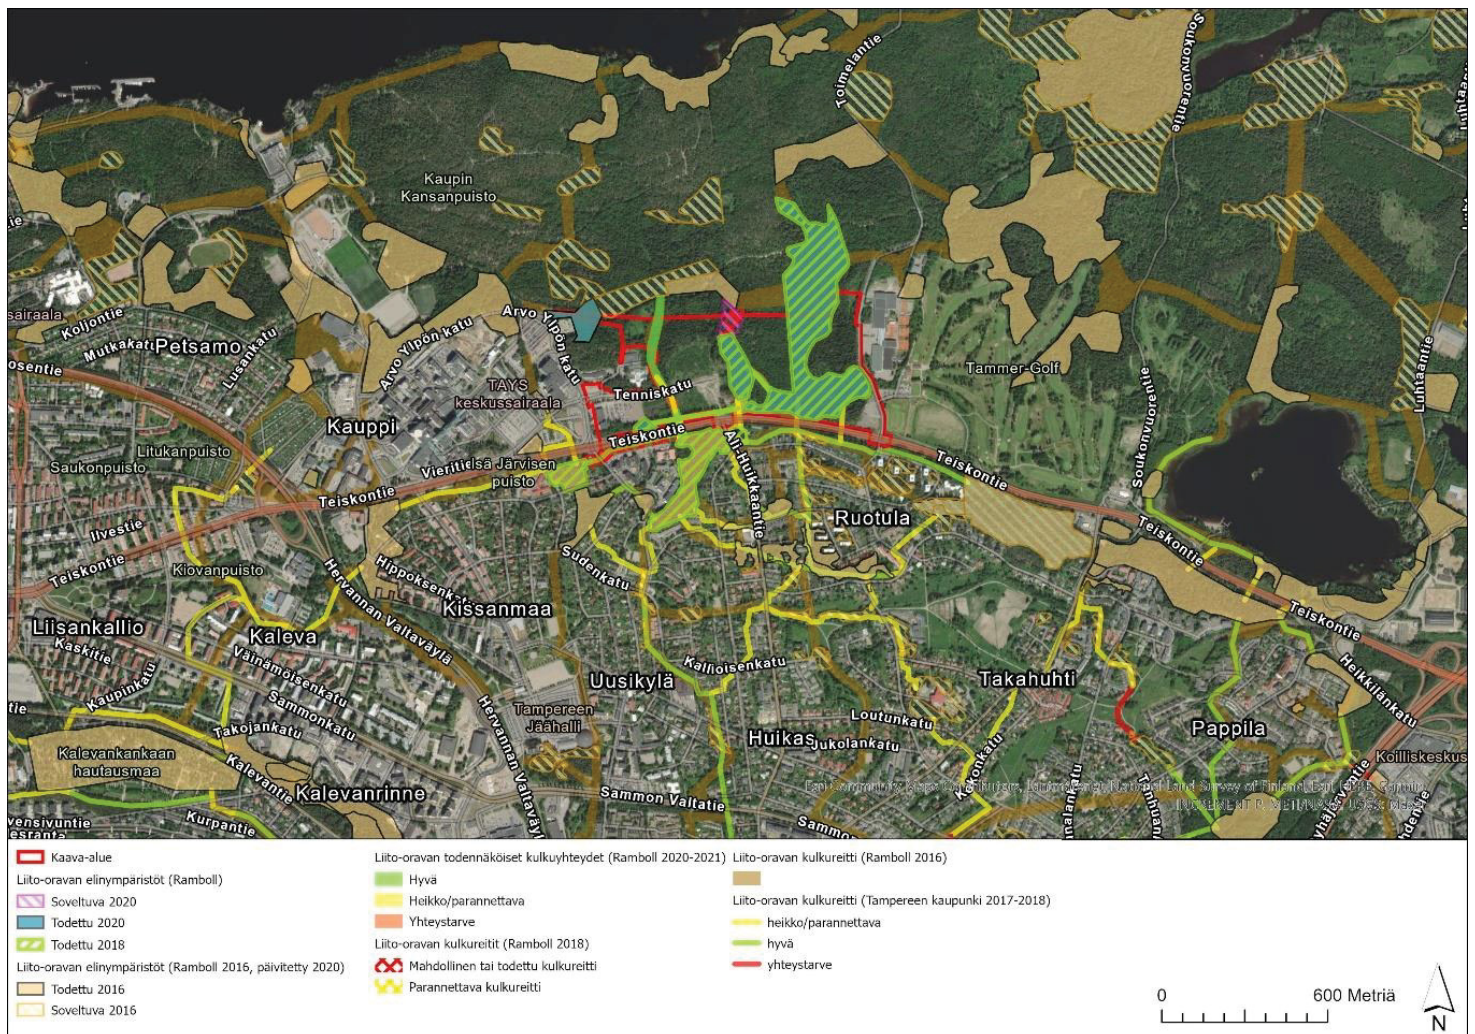 Toimelantie
Soukonvuorentie
Kaupin
Kansanpuisto
sairaala
Koljontie
Mutkakatu
Petsamo
Lusankatu
Arvo Ylpön katu
Arvo Ylpön katu
TAYS
keskussairaala
Tenniskatu
Tammer-Golf
Luhtaantie
Soukonvuorentie
Kauppi
Litukanpuisto
Saukonpuisto
Teiskontie
Ali-Huikkaantie
Teiskontie
Järvisen
puisto
Teiskontie
Ilvestie
Teiskontie
Ruotula
Teiskontie
Kiovanpuisto
Hippoksenkatu
Sudenkatu
Hervannan Valtaväylä
Kissanmaa
Teiskontie
Liisankallio
Kaskitie
Kaleva
Väinämöisenkatu
Kaupinkatu
Sammonkatu
Kallioisenkatu
Uusikylä
Takahuhti
Heikkilänkatu
Takojankatu
Tampereen
Jäähalli
Hervannan Valtaväylä
Loutunkatu
Huikas
Jukolankatu
Pappila
Kalevankankaan
hautausmaa
Kalevantie
Kalevanrinne
Koilliskeskus
Sammon Valtatie
Kurpantie
Kaava-alue
Liito-oravan elinympäristöt (Ramboll)
Soveltuva 2020
Todettu 2020
Todettu 2018
Liito-oravan elinympäristöt (Ramboll 2016, päivitetty 2020)
Todettu 2016
Soveltuva 2016
Liito-oravan todennäköiset kulkuyhteydet (Ramboll 2020-2021)
Hyvä
Heikko/parannettava
Yhteystarve
Liito-oravan kulkureitit (Ramboll 2018)
Mahdollinen tai todettu kulkureitti
Parannettava kulkureitti
Liito-oravan kulkureitti (Ramboll 2016)
Liito-oravan kulkureitti (Tampereen kaupunki 2017-2018)
heikko/parannettava
hyvä
yhteystarve
0 600 Metriä
N